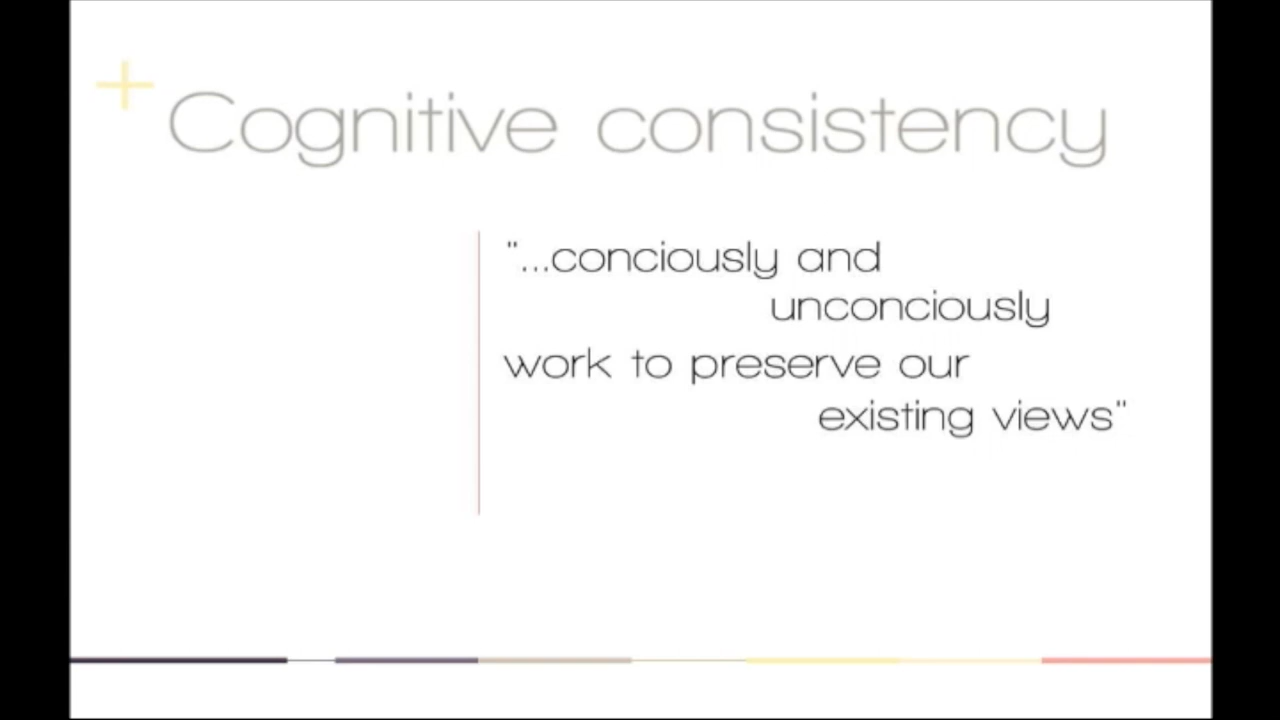 Cognitive consistency
"...conciously and
unconciously
work to preserve our
existing views"